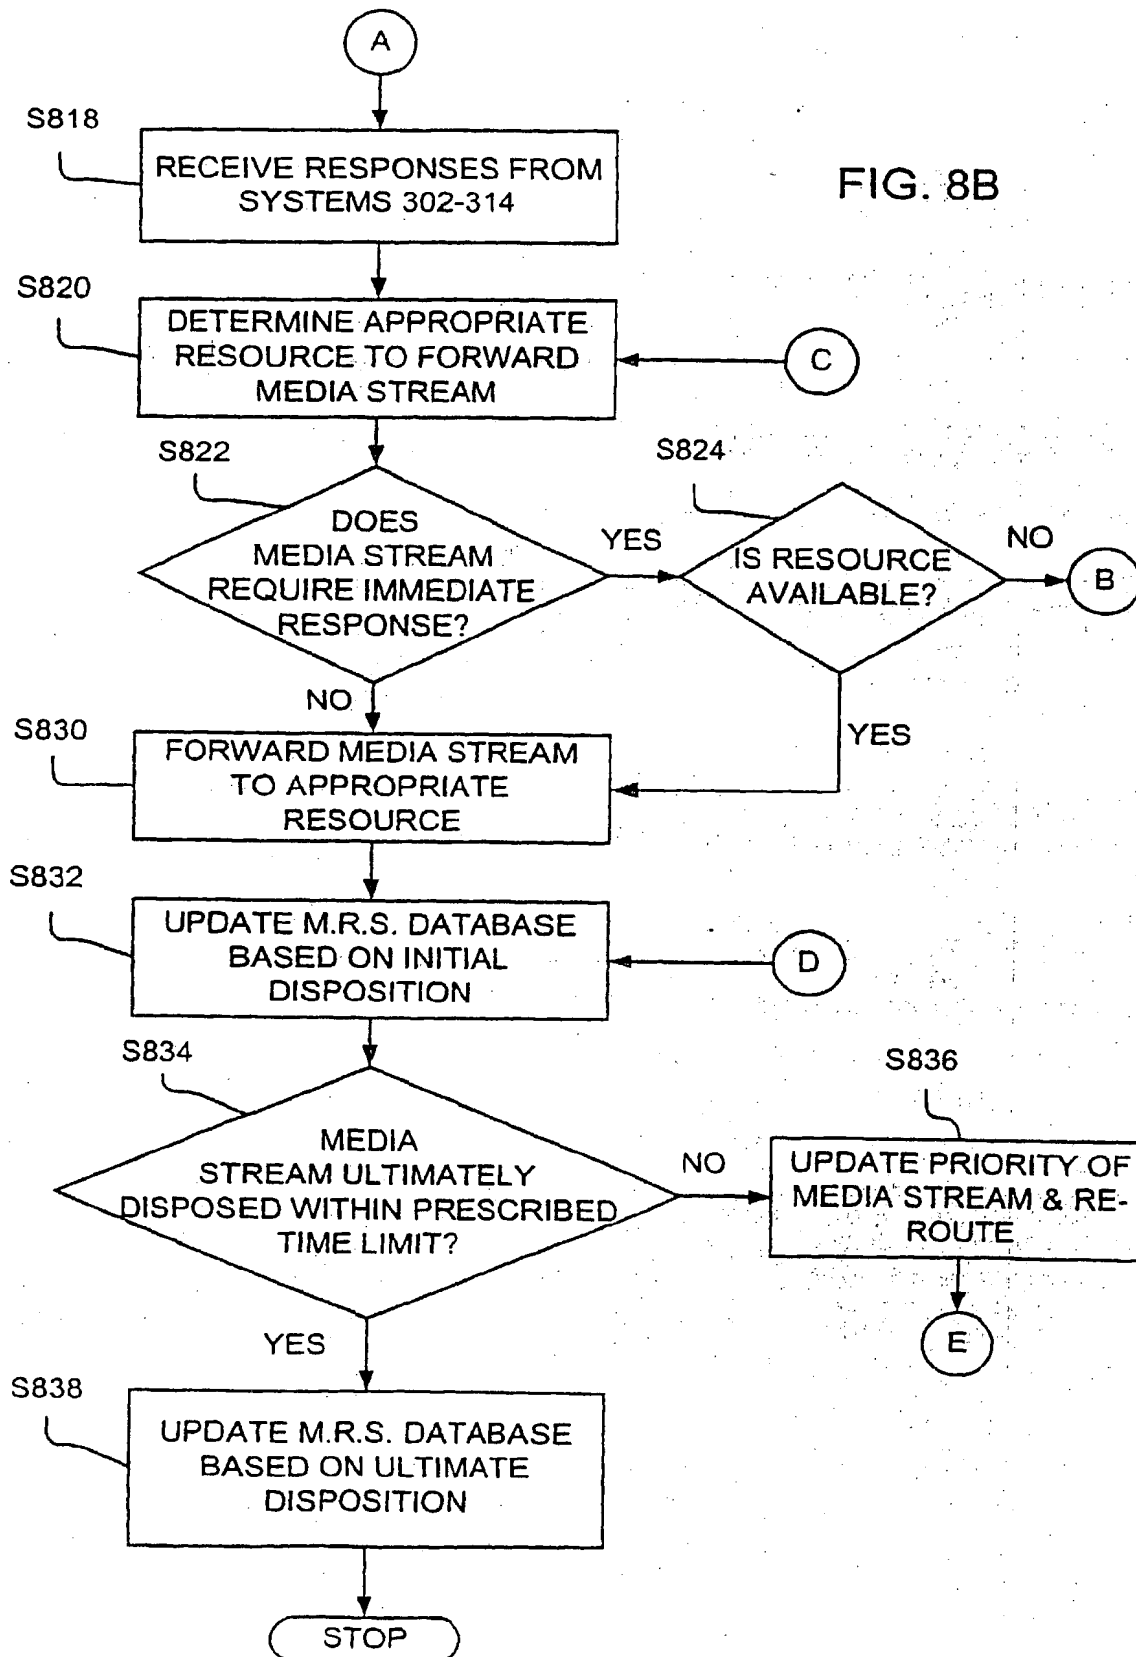 A
S818
RECEIVE RESPONSES FROM
SYSTEMS 302-314
FIG. 8B
S820
DETERMINE APPROPRIATE
RESOURCE TO FORWARD
MEDIA STREAM
C
S822
DOES
MEDIA STREAM
REQUIRE IMMEDIATE
RESPONSE?
YES
S824
IS RESOURCE
AVAILABLE?
NO
B
NO
YES
S830
FORWARD MEDIA STREAM
TO APPROPRIATE
RESOURCE
S832
UPDATE M.R.S. DATABASE
BASED ON INITIAL
DISPOSITION
D
S834
MEDIA
STREAM ULTIMATELY
DISPOSED WITHIN PRESCRIBED
TIME LIMIT?
NO
S836
UPDATE PRIORITY OF
MEDIA STREAM & RE-
ROUTE
E
YES
S838
UPDATE M.R.S. DATABASE
BASED ON ULTIMATE
DISPOSITION
STOP